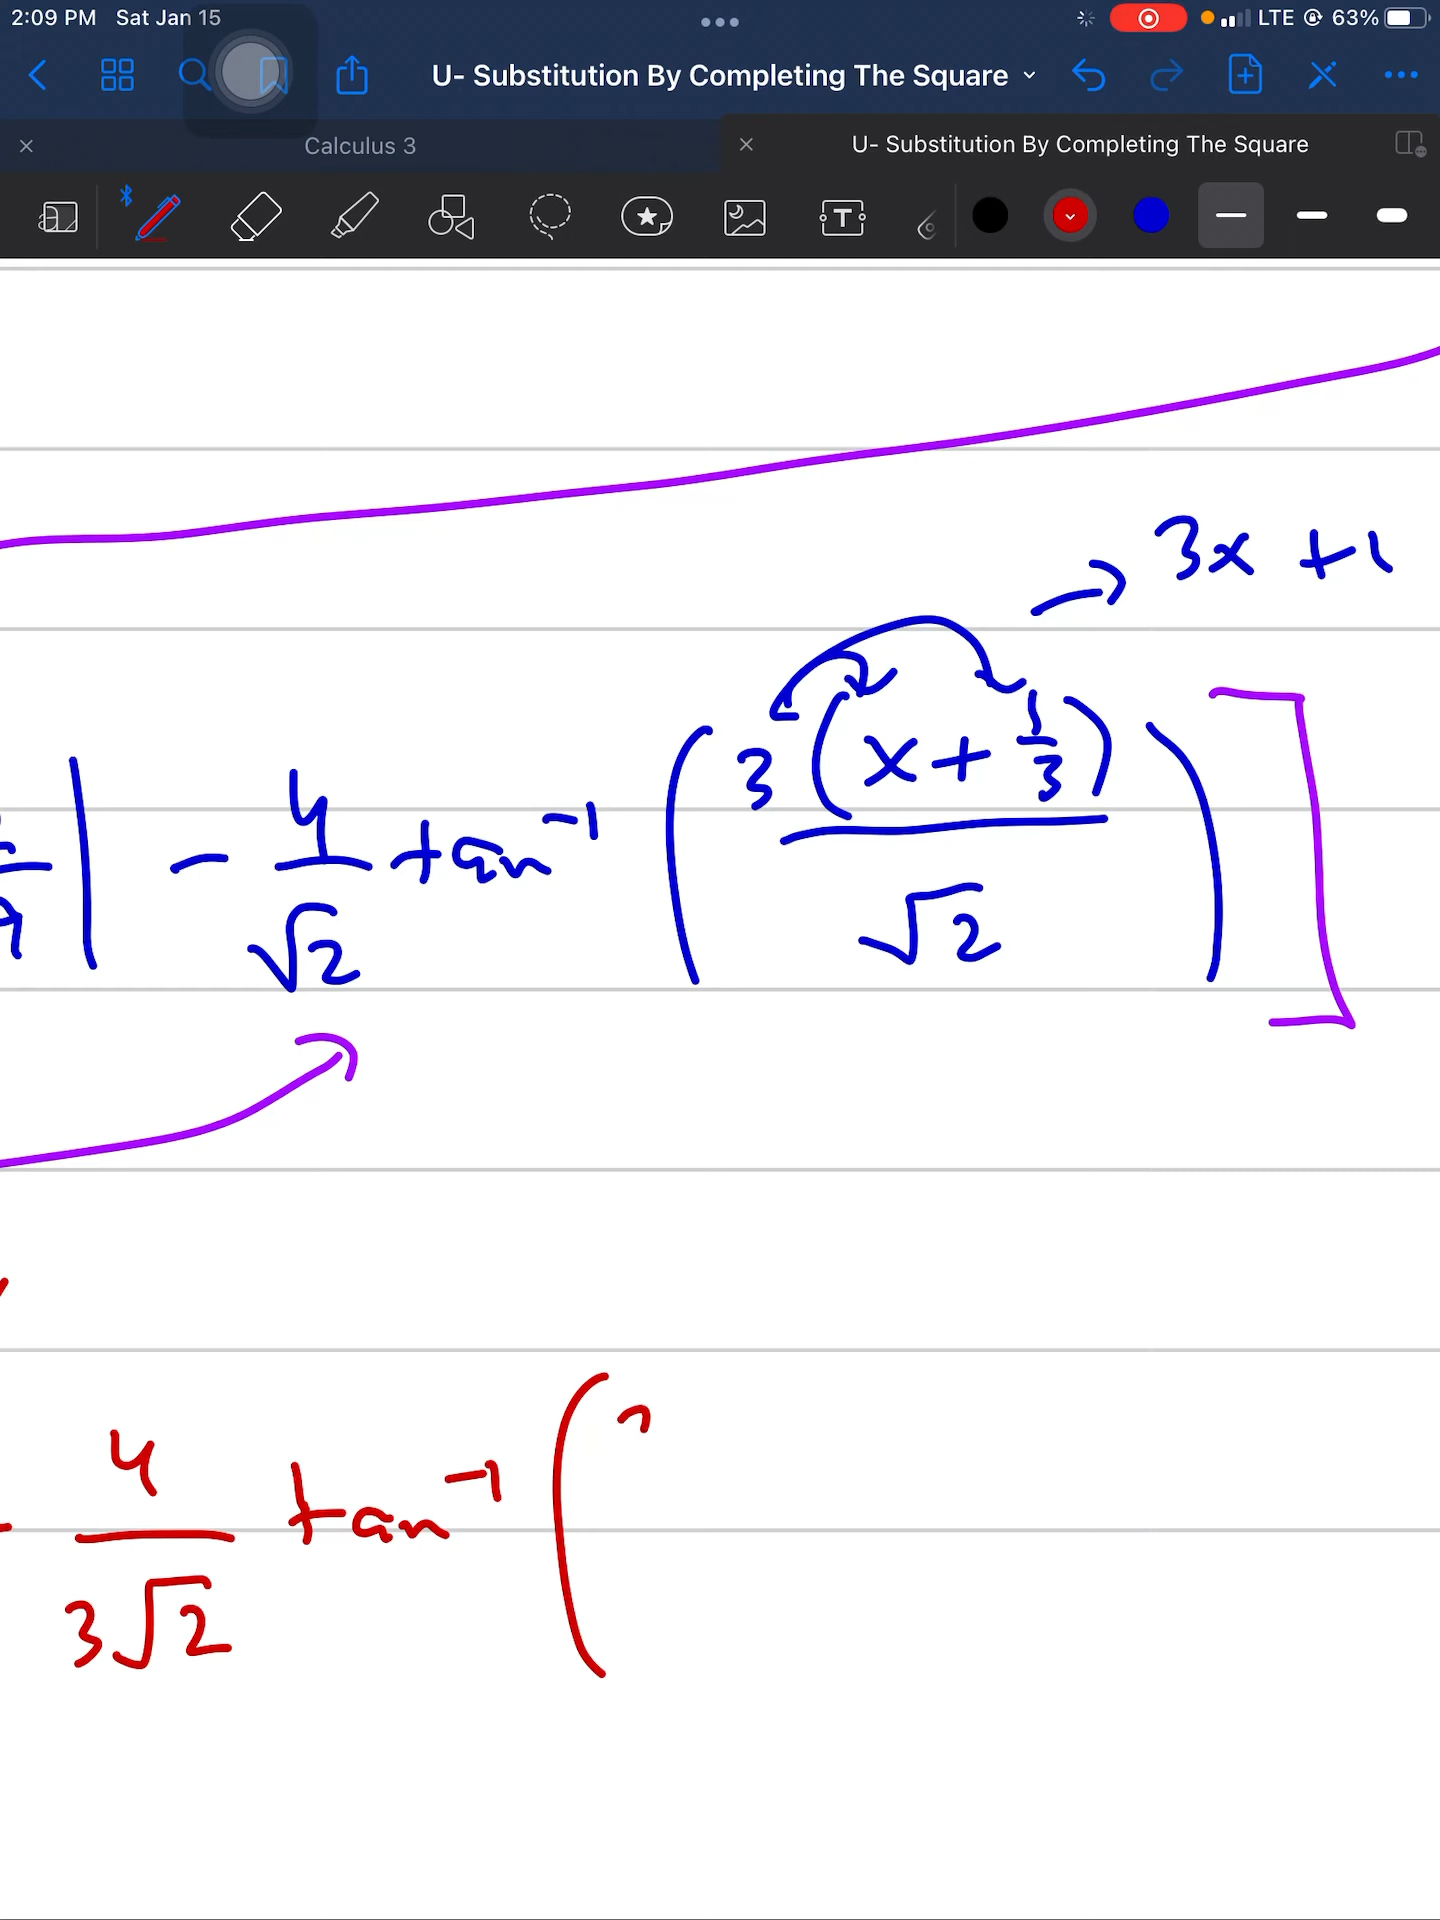 2:09 PM Sat Jan 15 LTE 63%
U- Substitution By Completing The Square
Calculus 3 U- Substitution By Completing The Square
→ 3x + 1
| - 4/√2 tan⁻¹ ( 3(x + 1/3) / √2 ) ]
4/(3√2) tan⁻¹ (